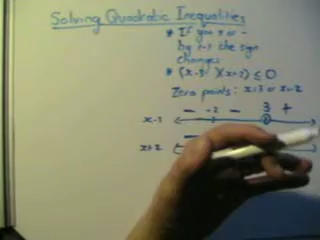 Solving Quadratic Inequalities
* If you x or ÷
by (-) the sign
changes
* (x-3)(x+2) ≤ 0
Zero points: x=3 or x=-2
- -2 - 3 +
x-3
x+2 -